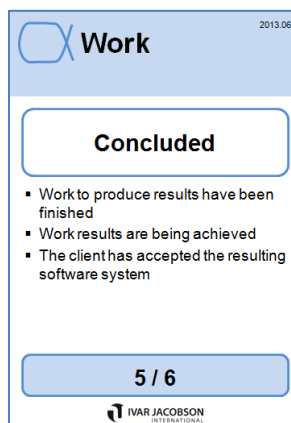 2013.06
Work
Concluded
▪ Work to produce results have been
finished
▪ Work results are being achieved
▪ The client has accepted the resulting
software system
5 / 6
IVAR JACOBSON
INTERNATIONAL